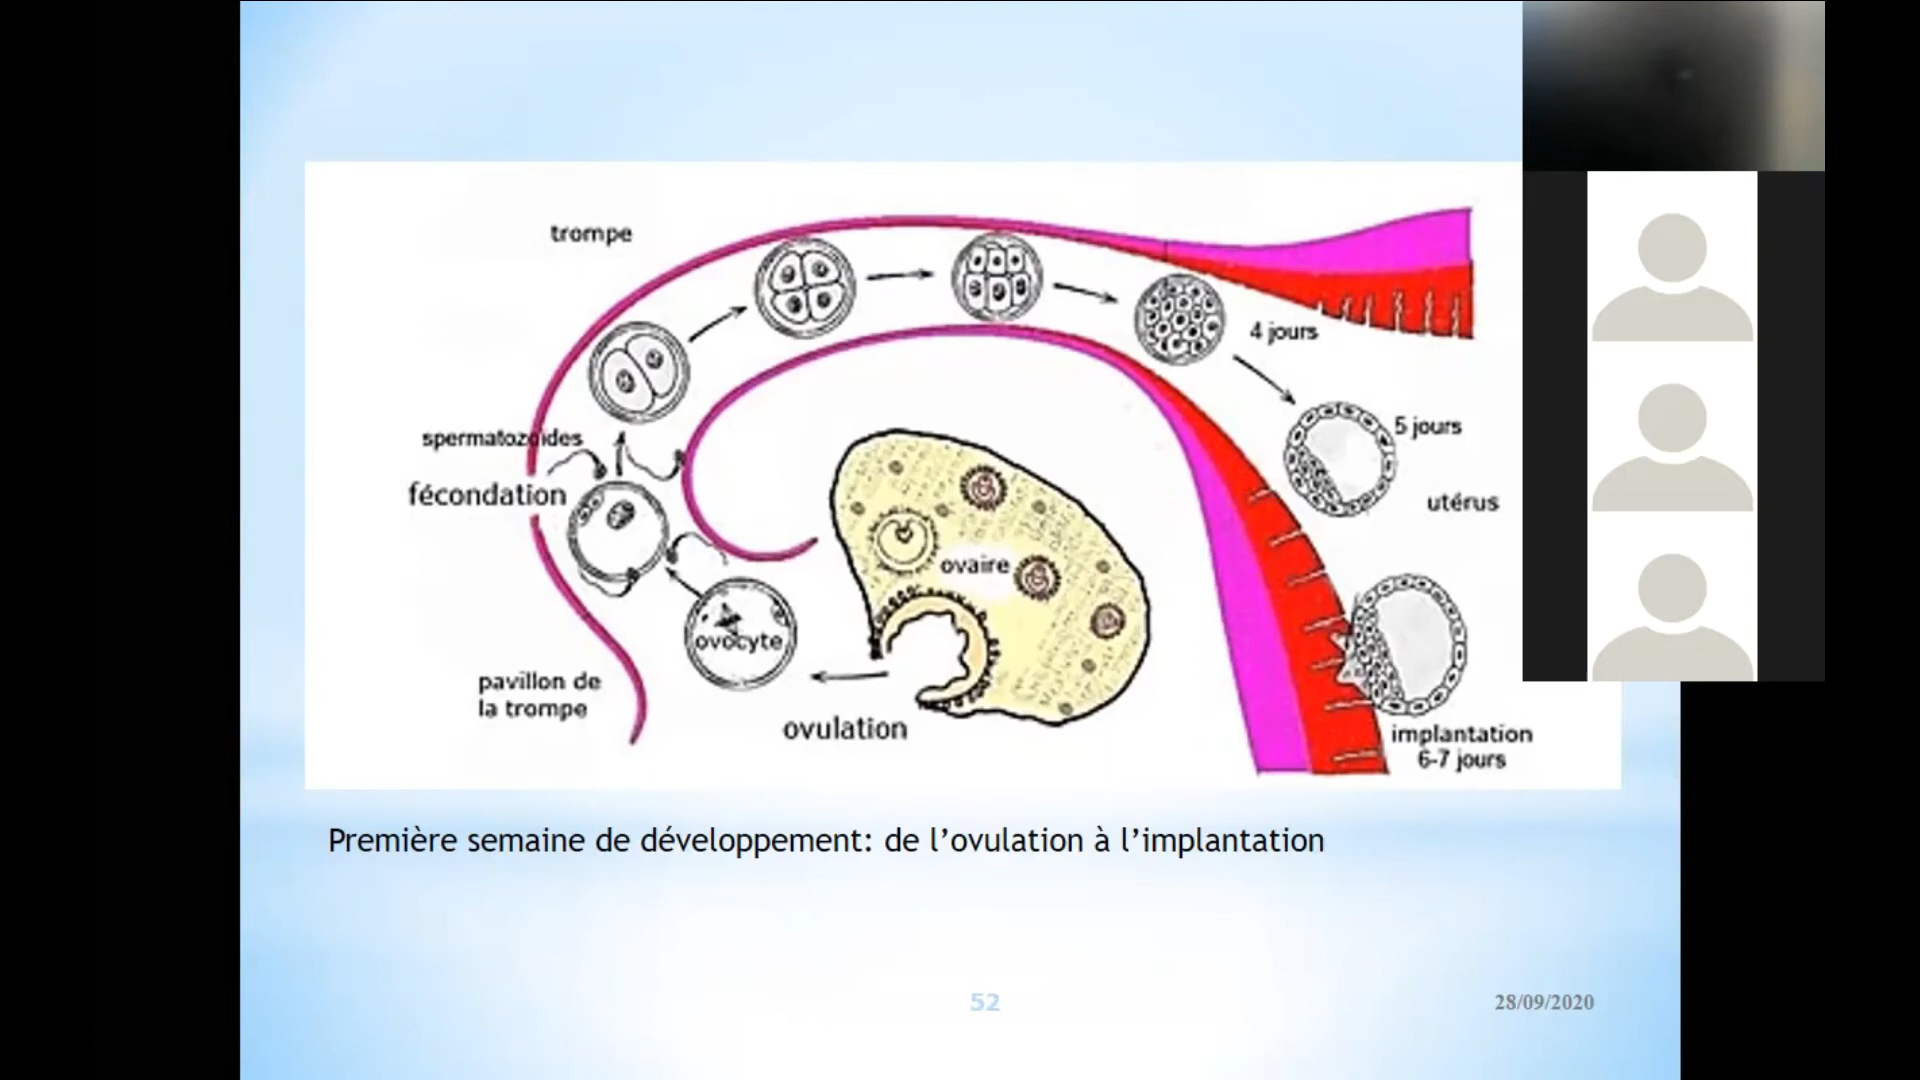 trompe
4 jours
5 jours
spermatozoides
fécondation
utérus
ovaire
ovocyte
pavillon de
la trompe
ovulation
implantation
6-7 jours
Première semaine de développement: de l’ovulation à l’implantation
52
28/09/2020